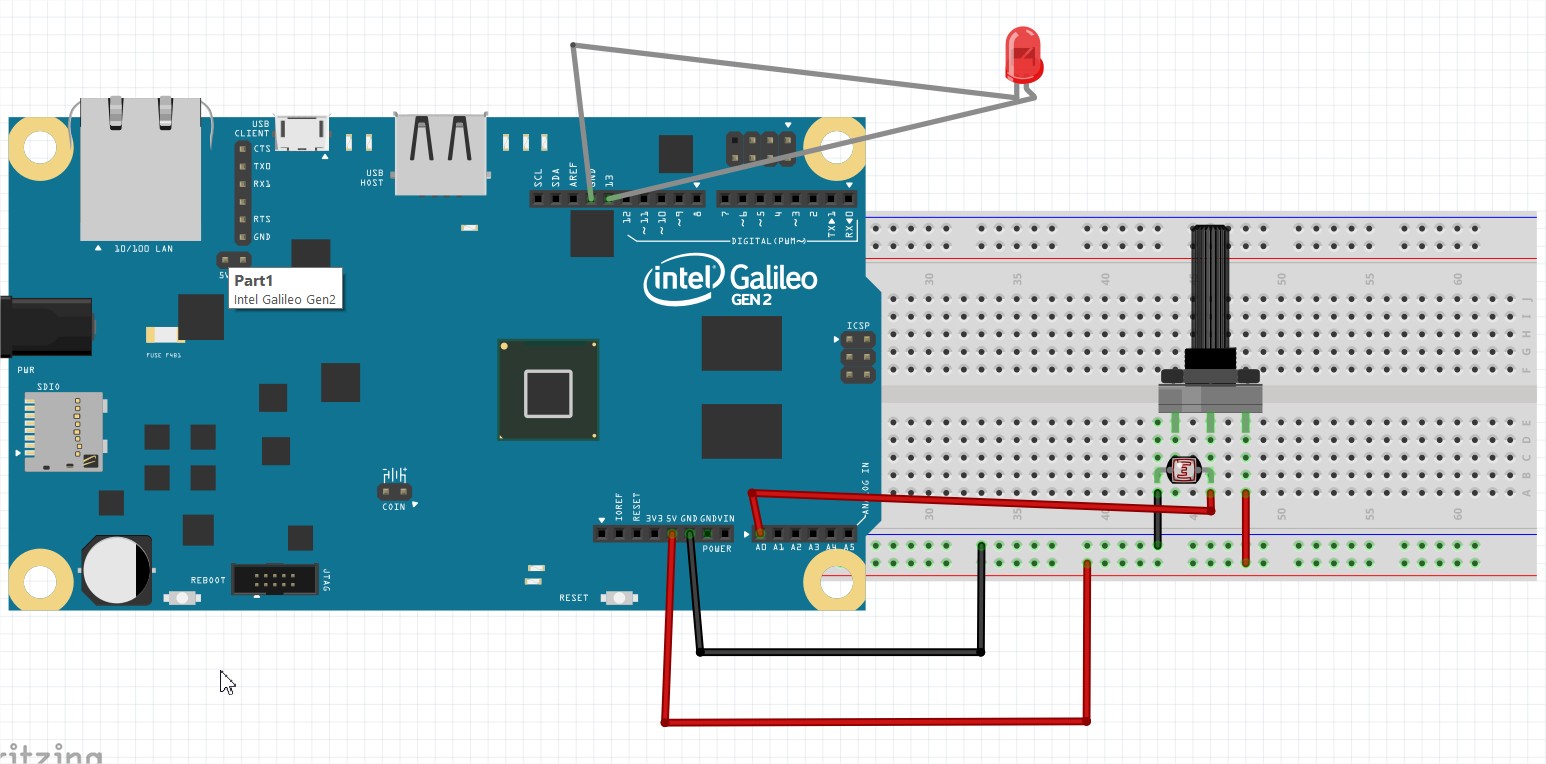 USB
CLIENT
CTS
TX0
RX1
RTS
GND
10/100 LAN
USB
HOST
SCL
SDA
AREF
GND
13
12
~11
~10
~9
8
7
~6
~5
4
~3
2
TX▶1
RX◀0
DIGITAL(PWM~)
5V
Part1
Intel Galileo Gen2
intel Galileo
GEN 2
FUSE F4B1
PWR
SDIO
ICSP
COIN
ANALOG IN
IOREF
RESET
3V3 5V GND GND VIN
POWER
A0 A1 A2 A3 A4 A5
REBOOT
JTAG
RESET
30 35 40 45 50 55 60
J
I
H
G
F
E
D
C
B
A
30 35 40 45 50 55 60
ritzing